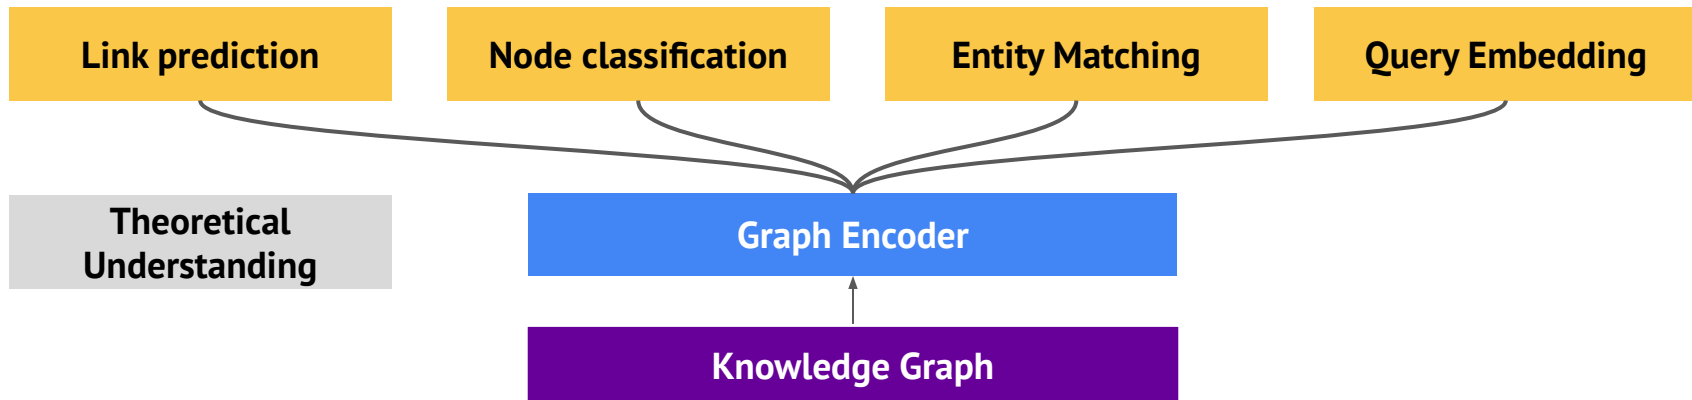 Link prediction
Node classification
Entity Matching
Query Embedding
Theoretical
Understanding
Graph Encoder
Knowledge Graph